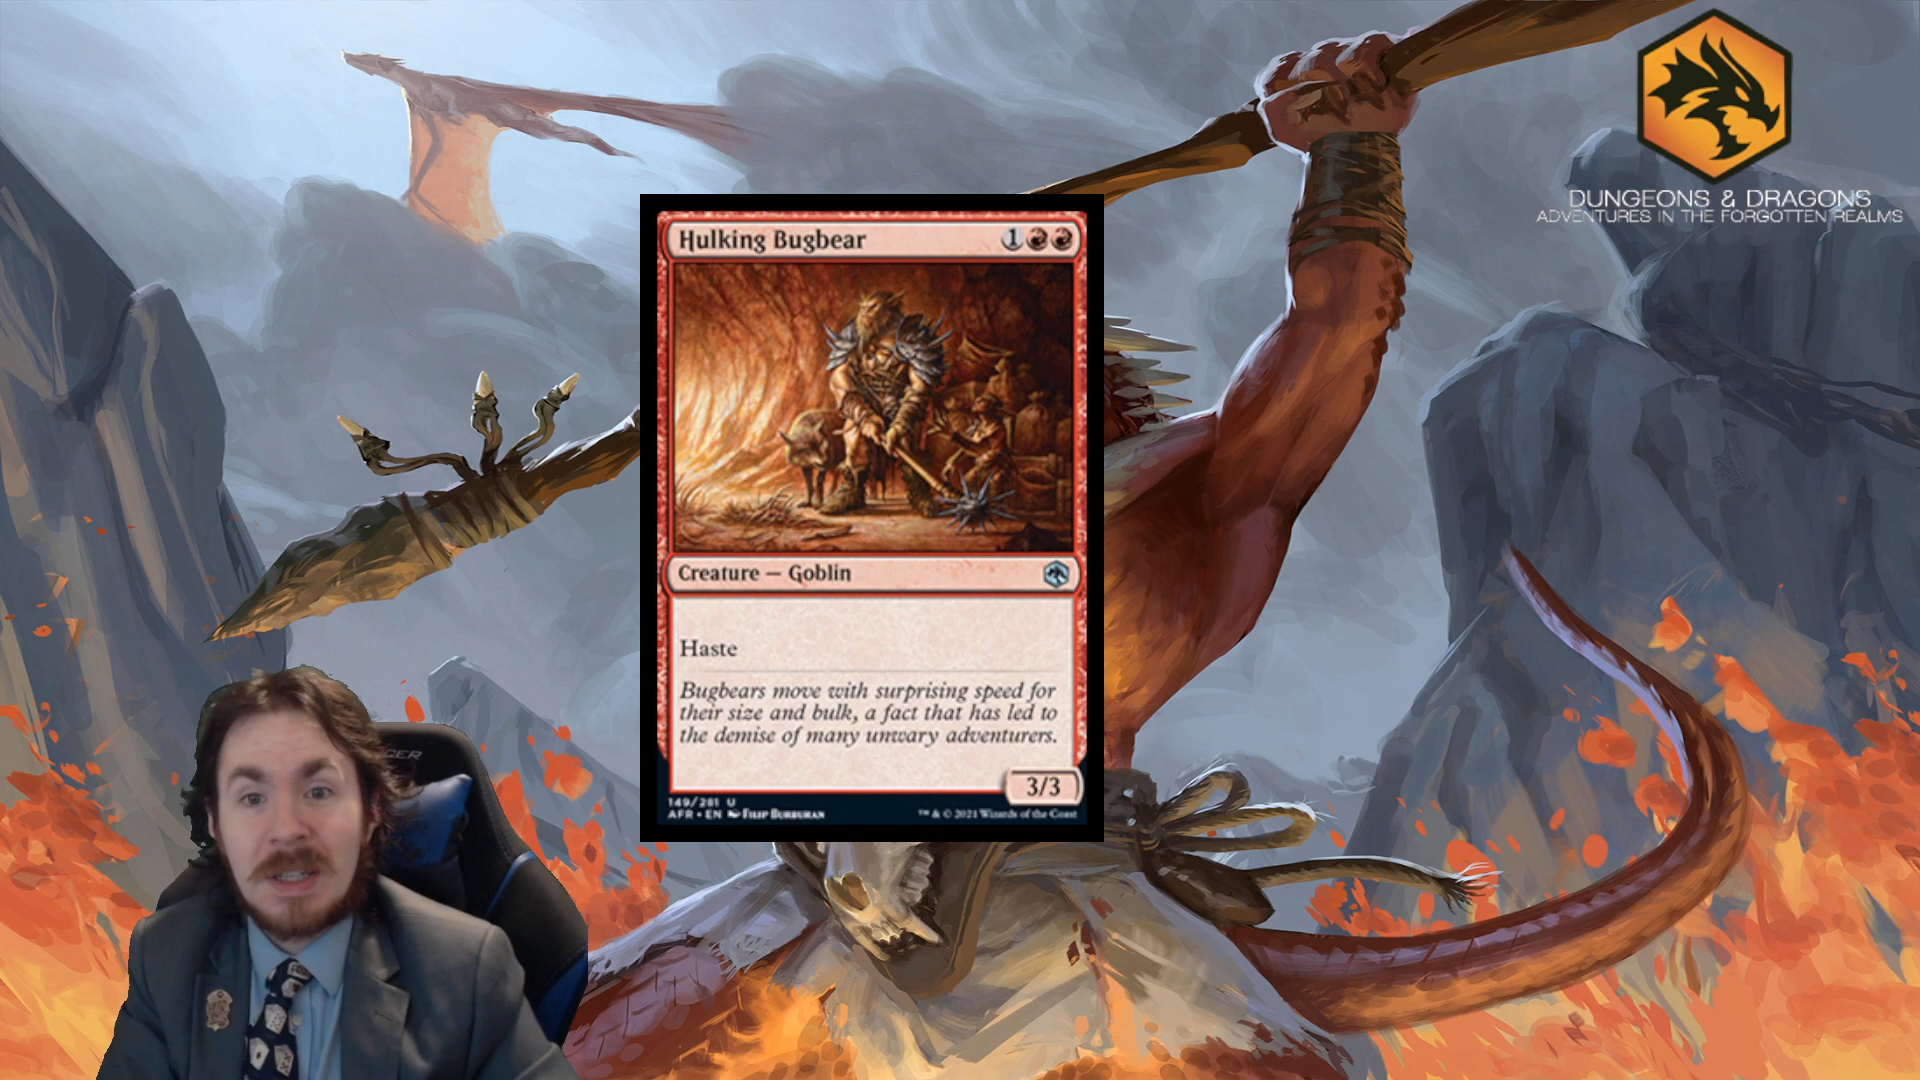 DUNGEONS & DRAGONS
ADVENTURES IN THE FORGOTTEN REALMS
Hulking Bugbear 1
Creature — Goblin
Haste
Bugbears move with surprising speed for
their size and bulk, a fact that has led to
the demise of many unwary adventurers.
3/3
149/281 U
AFR • EN Filip Burburan ™ & © 2021 Wizards of the Coast